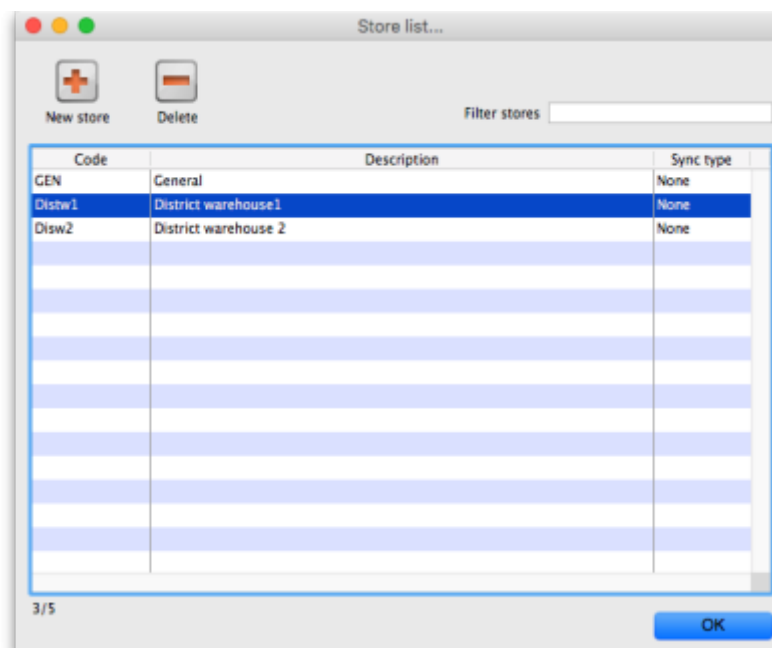 Store list...
New store Delete Filter stores
Code Description Sync type
GEN General None
Distw1 District warehouse1 None
Disw2 District warehouse 2 None
3/5
OK